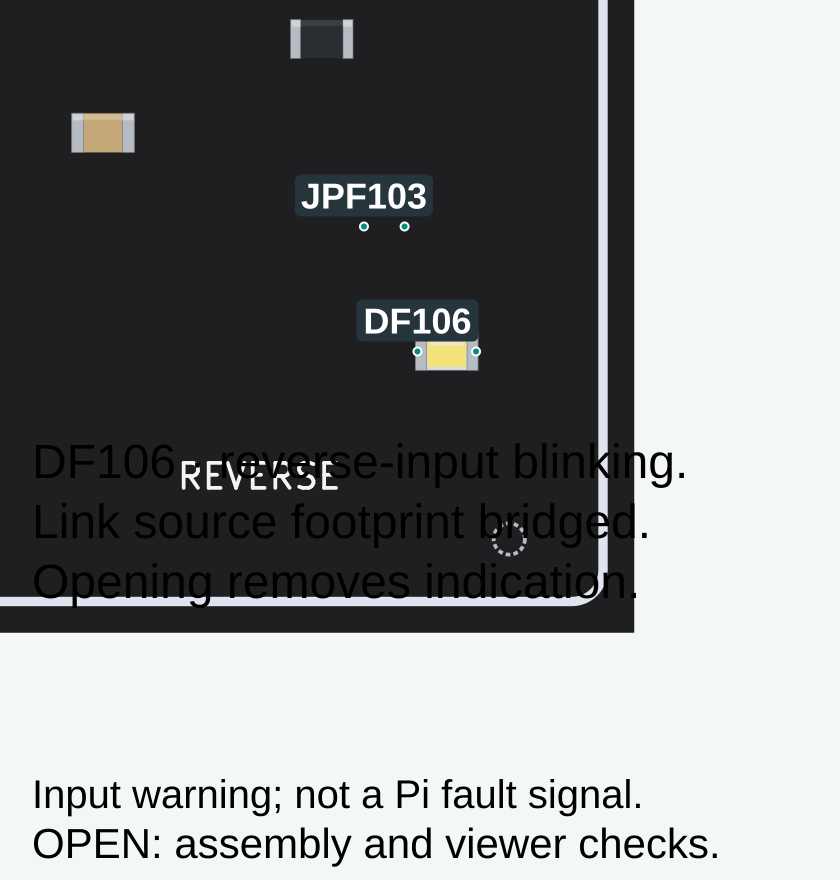 JPF103
DF106
DF106 : reverse-input blinking.
REVERSE
Link source footprint bridged.
Opening removes indication.
Input warning; not a Pi fault signal.
OPEN: assembly and viewer checks.